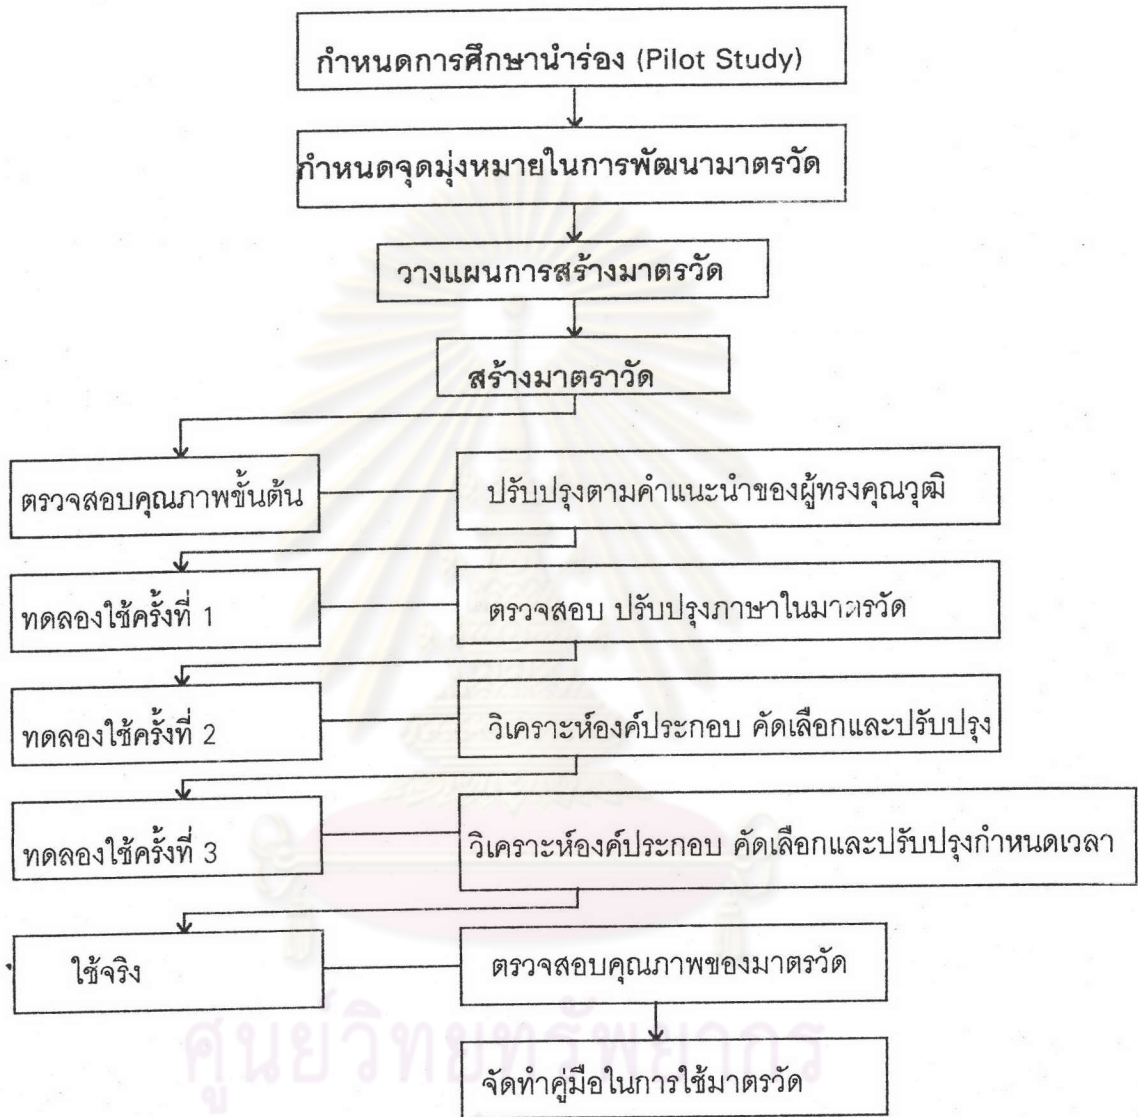 กำหนดการศึกษานำร่อง (Pilot Study)
กำหนดจุดมุ่งหมายในการพัฒนามาตรวัด
วางแผนการสร้างมาตรวัด
สร้างมาตราวัด
ตรวจสอบคุณภาพขั้นต้น
ปรับปรุงตามคำแนะนำของผู้ทรงคุณวุฒิ
ทดลองใช้ครั้งที่ 1
ตรวจสอบ ปรับปรุงภาษาในมาตรวัด
ทดลองใช้ครั้งที่ 2
วิเคราะห์องค์ประกอบ คัดเลือกและปรับปรุง
ทดลองใช้ครั้งที่ 3
วิเคราะห์องค์ประกอบ คัดเลือกและปรับปรุงกำหนดเวลา
ใช้จริง
ตรวจสอบคุณภาพของมาตรวัด
ศูนย์วิทยทรัพยากร
จัดทำคู่มือในการใช้มาตรวัด